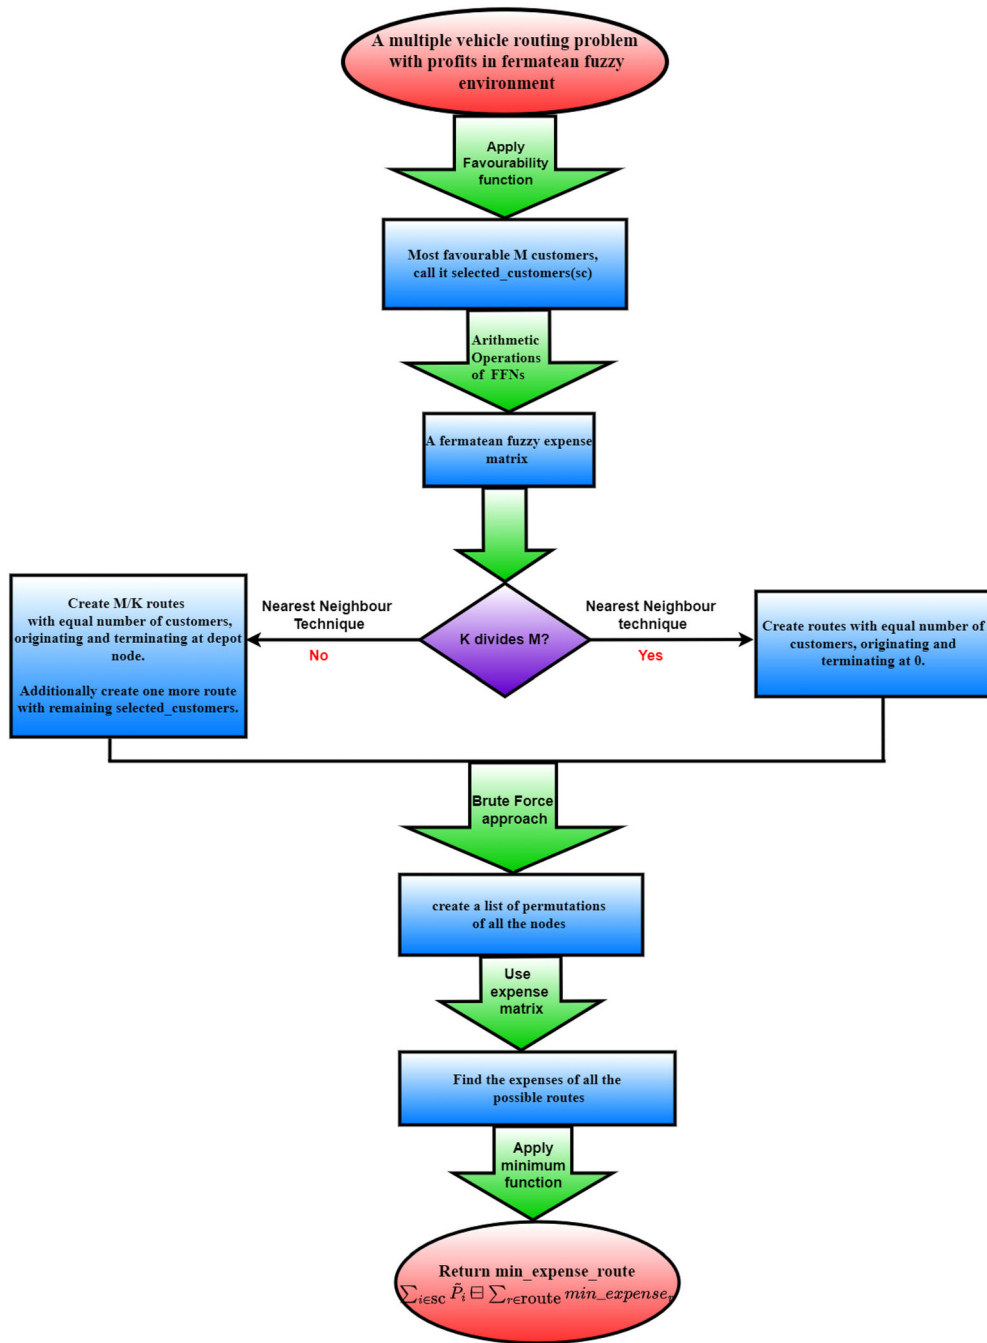 A multiple vehicle routing problem
with profits in fermatean fuzzy
environment
Apply
Favourability
function
Most favourable M customers,
call it selected_customers(sc)
Arithmetic
Operations
of FFNs
A fermatean fuzzy expense
matrix
K divides M?
Nearest Neighbour
Technique
No
Nearest Neighbour
technique
Yes
Create M/K routes
with equal number of customers,
originating and terminating at depot
node.
Additionally create one more route
with remaining selected_customers.
Create routes with equal number of
customers, originating and
terminating at 0.
Brute Force
approach
create a list of permutations
of all the nodes
Use
expense
matrix
Find the expenses of all the
possible routes
Apply
minimum
function
Return min_expense_route
∑_{i∈sc} P̃_i ⊟ ∑_{r∈route} min_expense_r